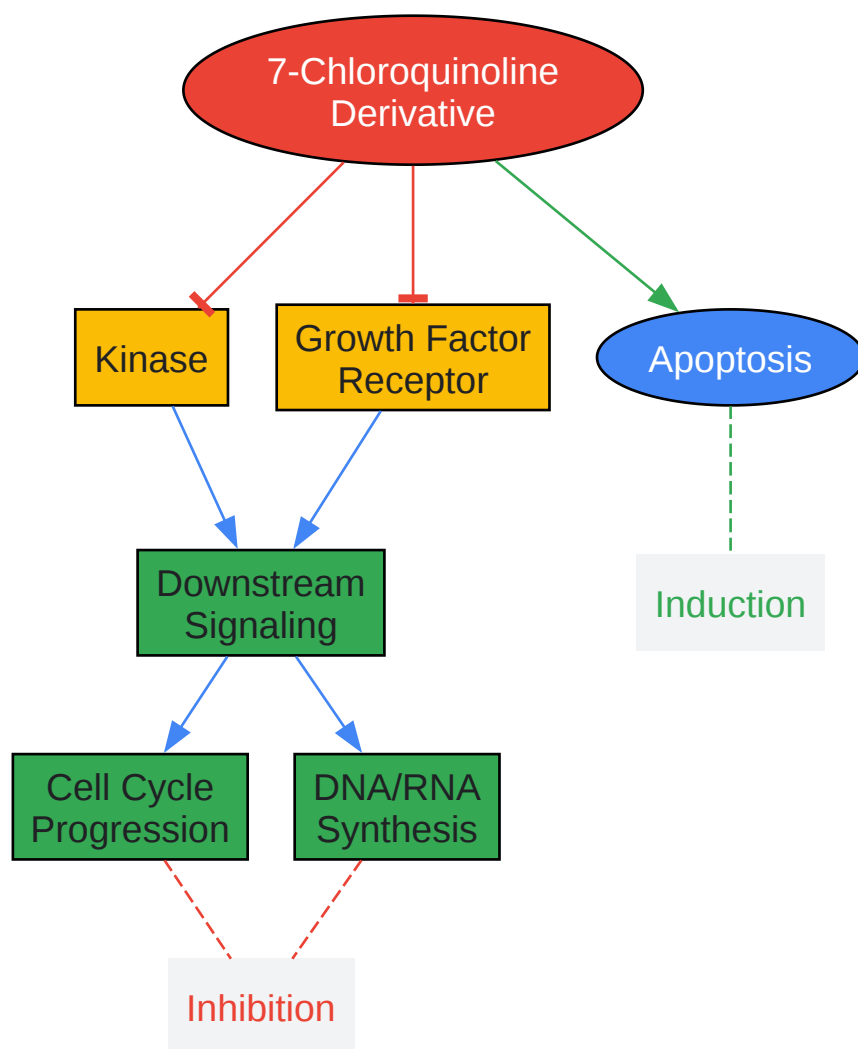 7-Chloroquinoline
Derivative
Kinase
Growth Factor
Receptor
Apoptosis
Downstream
Signaling
Induction
Cell Cycle
Progression
DNA/RNA
Synthesis
Inhibition